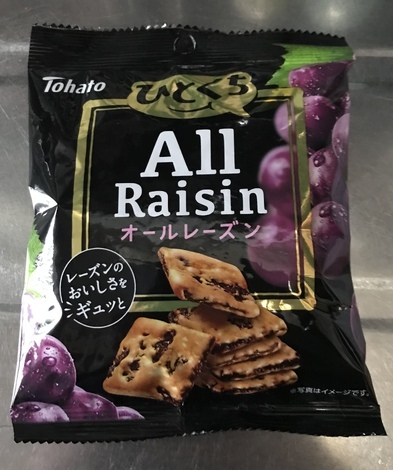 Tohato
ひとくち
All
Raisin
オールレーズン
レーズンの
おいしさを
ギュッと
※写真はイメージです。